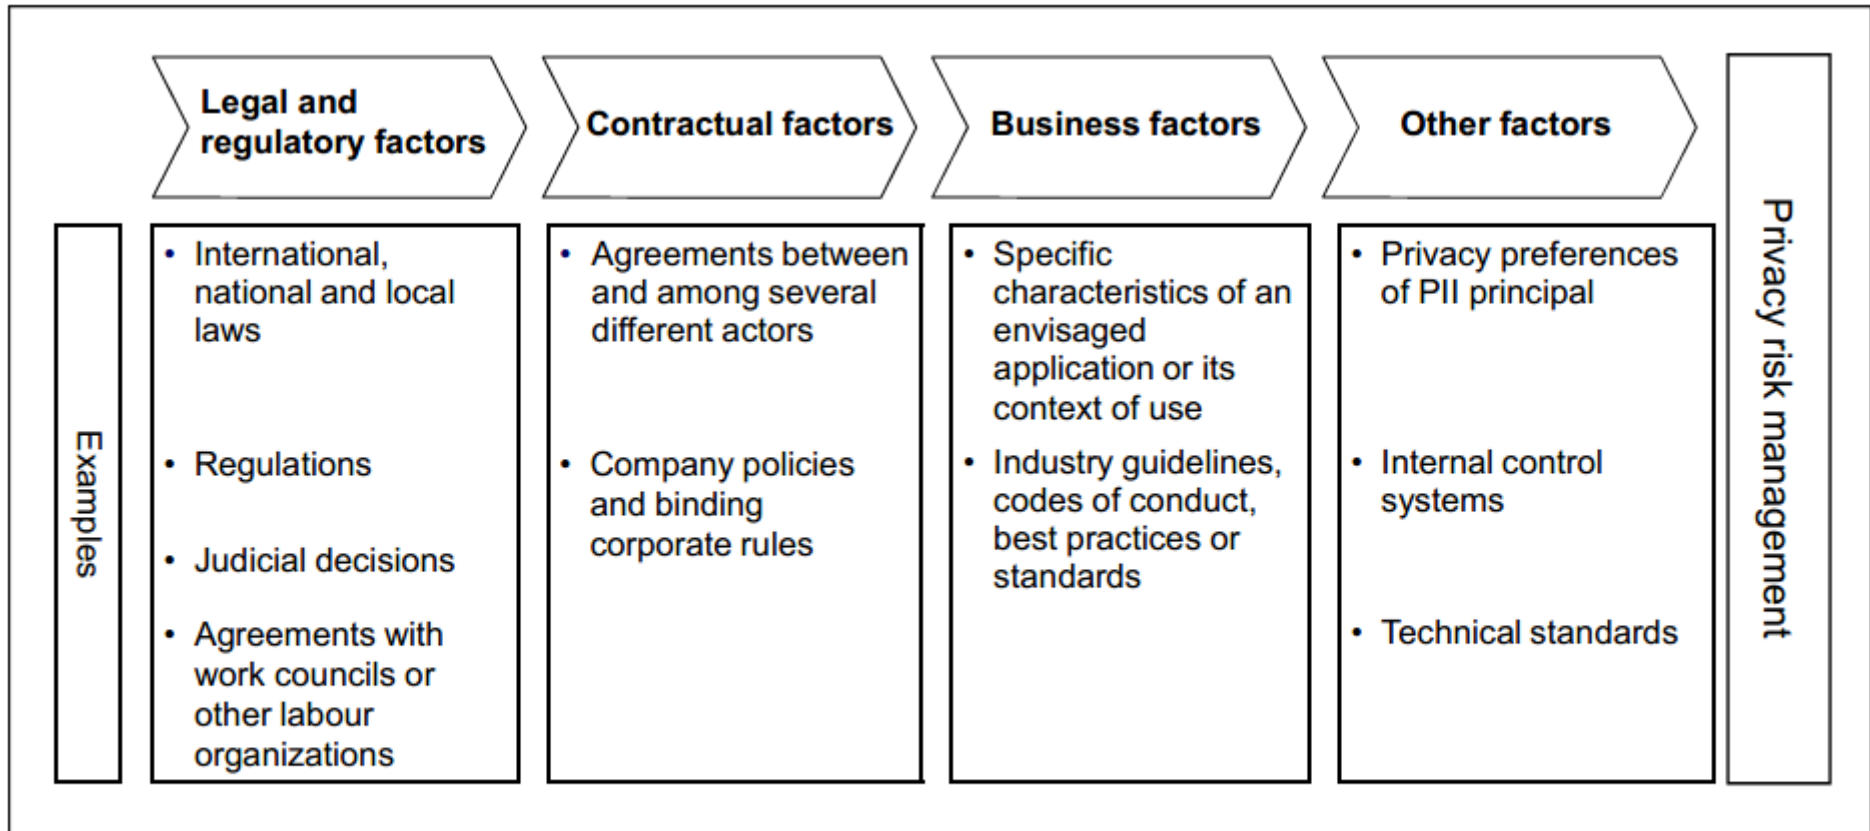 Legal and
regulatory factors
Contractual factors
Business factors
Other factors
Privacy risk management
Examples
• International,
national and local
laws
• Regulations
• Judicial decisions
• Agreements with
work councils or
other labour
organizations
• Agreements between
and among several
different actors
• Company policies
and binding
corporate rules
• Specific
characteristics of an
envisaged
application or its
context of use
• Industry guidelines,
codes of conduct,
best practices or
standards
• Privacy preferences
of PII principal
• Internal control
systems
• Technical standards